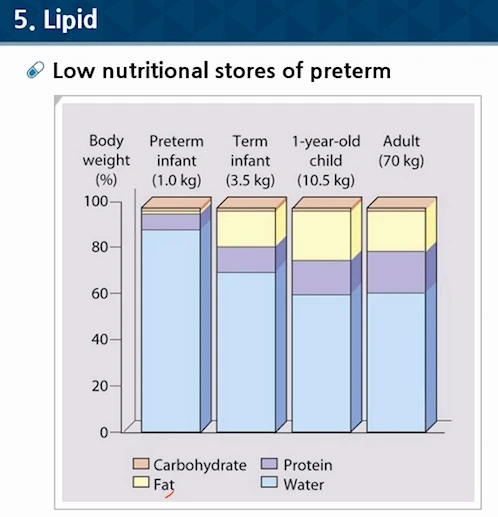 5. Lipid
Low nutritional stores of preterm
Body weight (%)
Preterm infant (1.0 kg)
Term infant (3.5 kg)
1-year-old child (10.5 kg)
Adult (70 kg)
100
80
60
40
20
0
Carbohydrate
Protein
Fat
Water